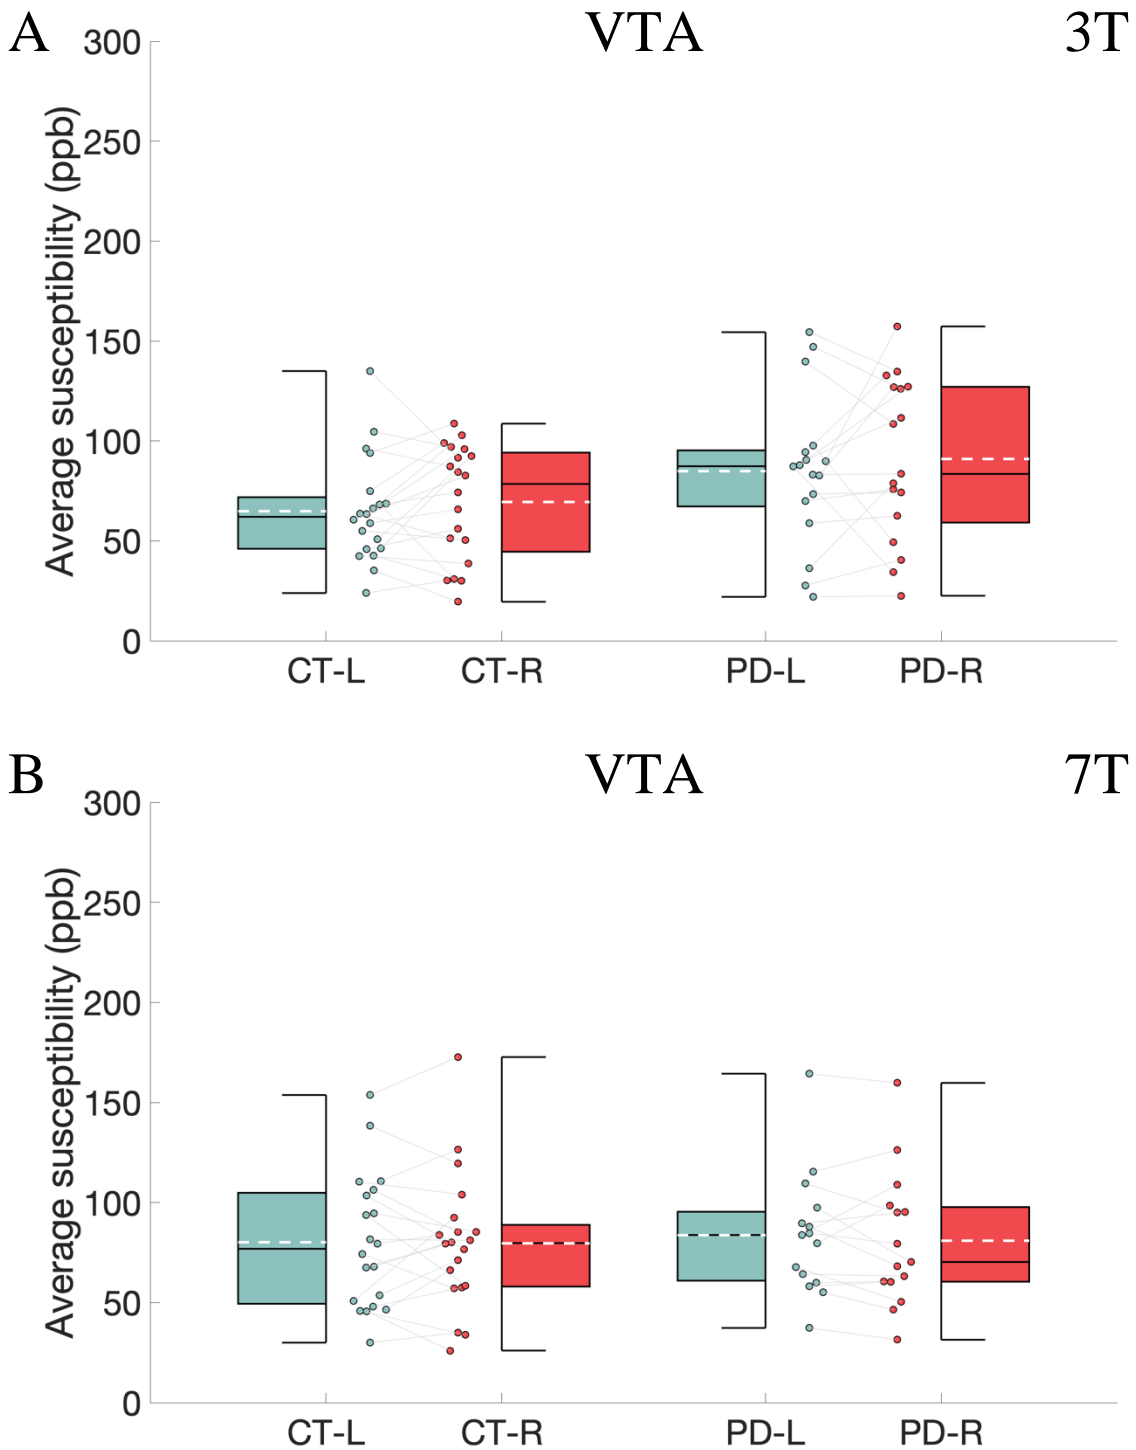 A VTA 3T
300
250
200
150
100
50
0
Average susceptibility (ppb)
CT-L CT-R PD-L PD-R
B VTA 7T
300
250
200
150
100
50
0
Average susceptibility (ppb)
CT-L CT-R PD-L PD-R